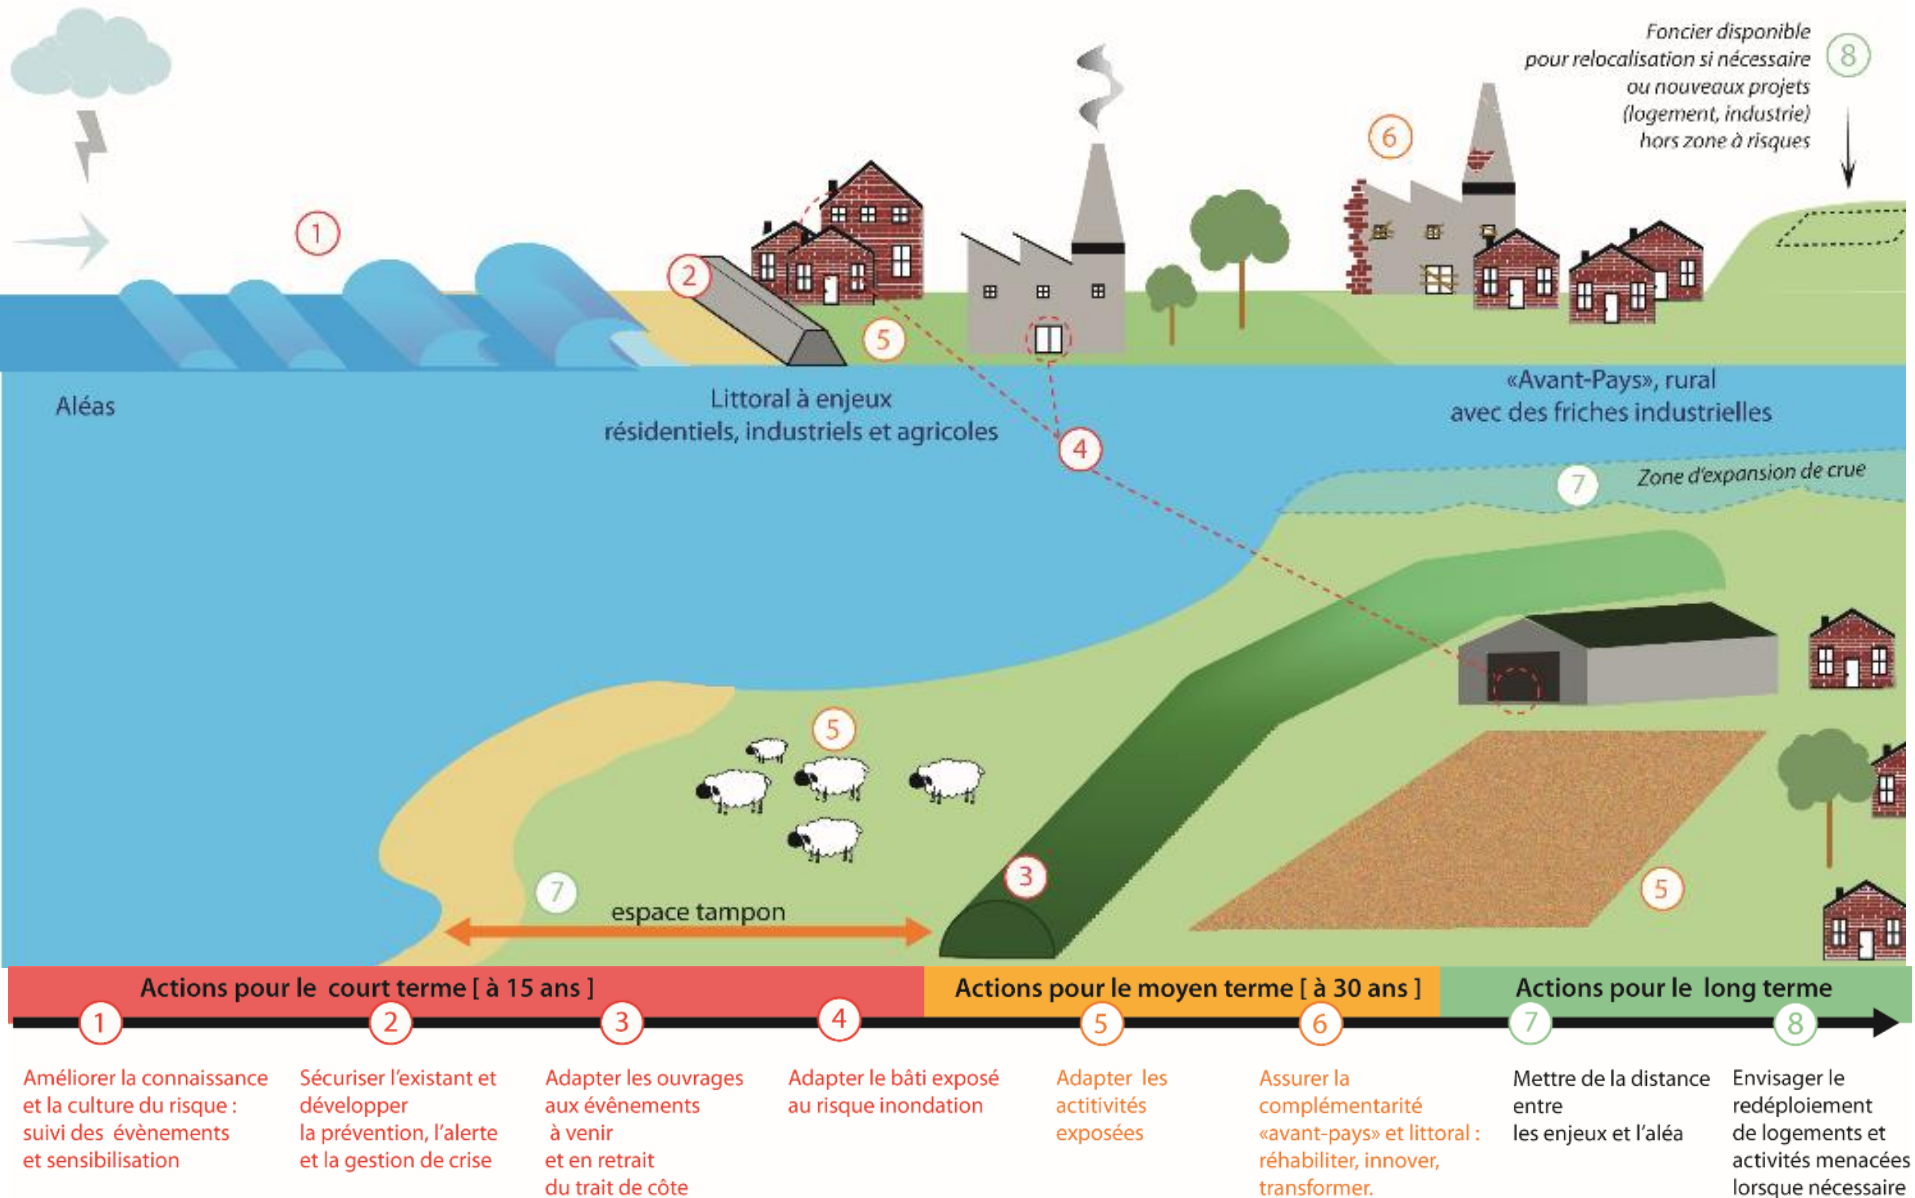 Foncier disponible
pour relocalisation si nécessaire
ou nouveaux projets
(logement, industrie)
hors zone à risques
8
6
1
2
5
Aléas
Littoral à enjeux
résidentiels, industriels et agricoles
«Avant-Pays», rural
avec des friches industrielles
4
7
Zone d'expansion de crue
5
3
5
7
espace tampon
Actions pour le court terme [ à 15 ans ]
Actions pour le moyen terme [ à 30 ans ]
Actions pour le long terme
1
2
3
4
5
6
7
8
Améliorer la connaissance
et la culture du risque :
suivi des évènements
et sensibilisation
Sécuriser l'existant et
développer
la prévention, l'alerte
et la gestion de crise
Adapter les ouvrages
aux évênements
à venir
et en retrait
du trait de côte
Adapter le bâti exposé
au risque inondation
Adapter les
actitivités
exposées
Assurer la
complémentarité
«avant-pays» et littoral :
réhabiliter, innover,
transformer.
Mettre de la distance
entre
les enjeux et l'aléa
Envisager le
redéploiement
de logements et
activités menacées
lorsque nécessaire